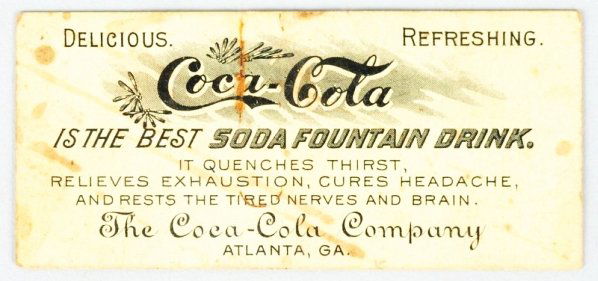 DELICIOUS. REFRESHING.
Coca-Cola
IS THE BEST SODA FOUNTAIN DRINK.
IT QUENCHES THIRST,
RELIEVES EXHAUSTION, CURES HEADACHE,
AND RESTS THE TIRED NERVES AND BRAIN.
The Coca-Cola Company
ATLANTA, GA.